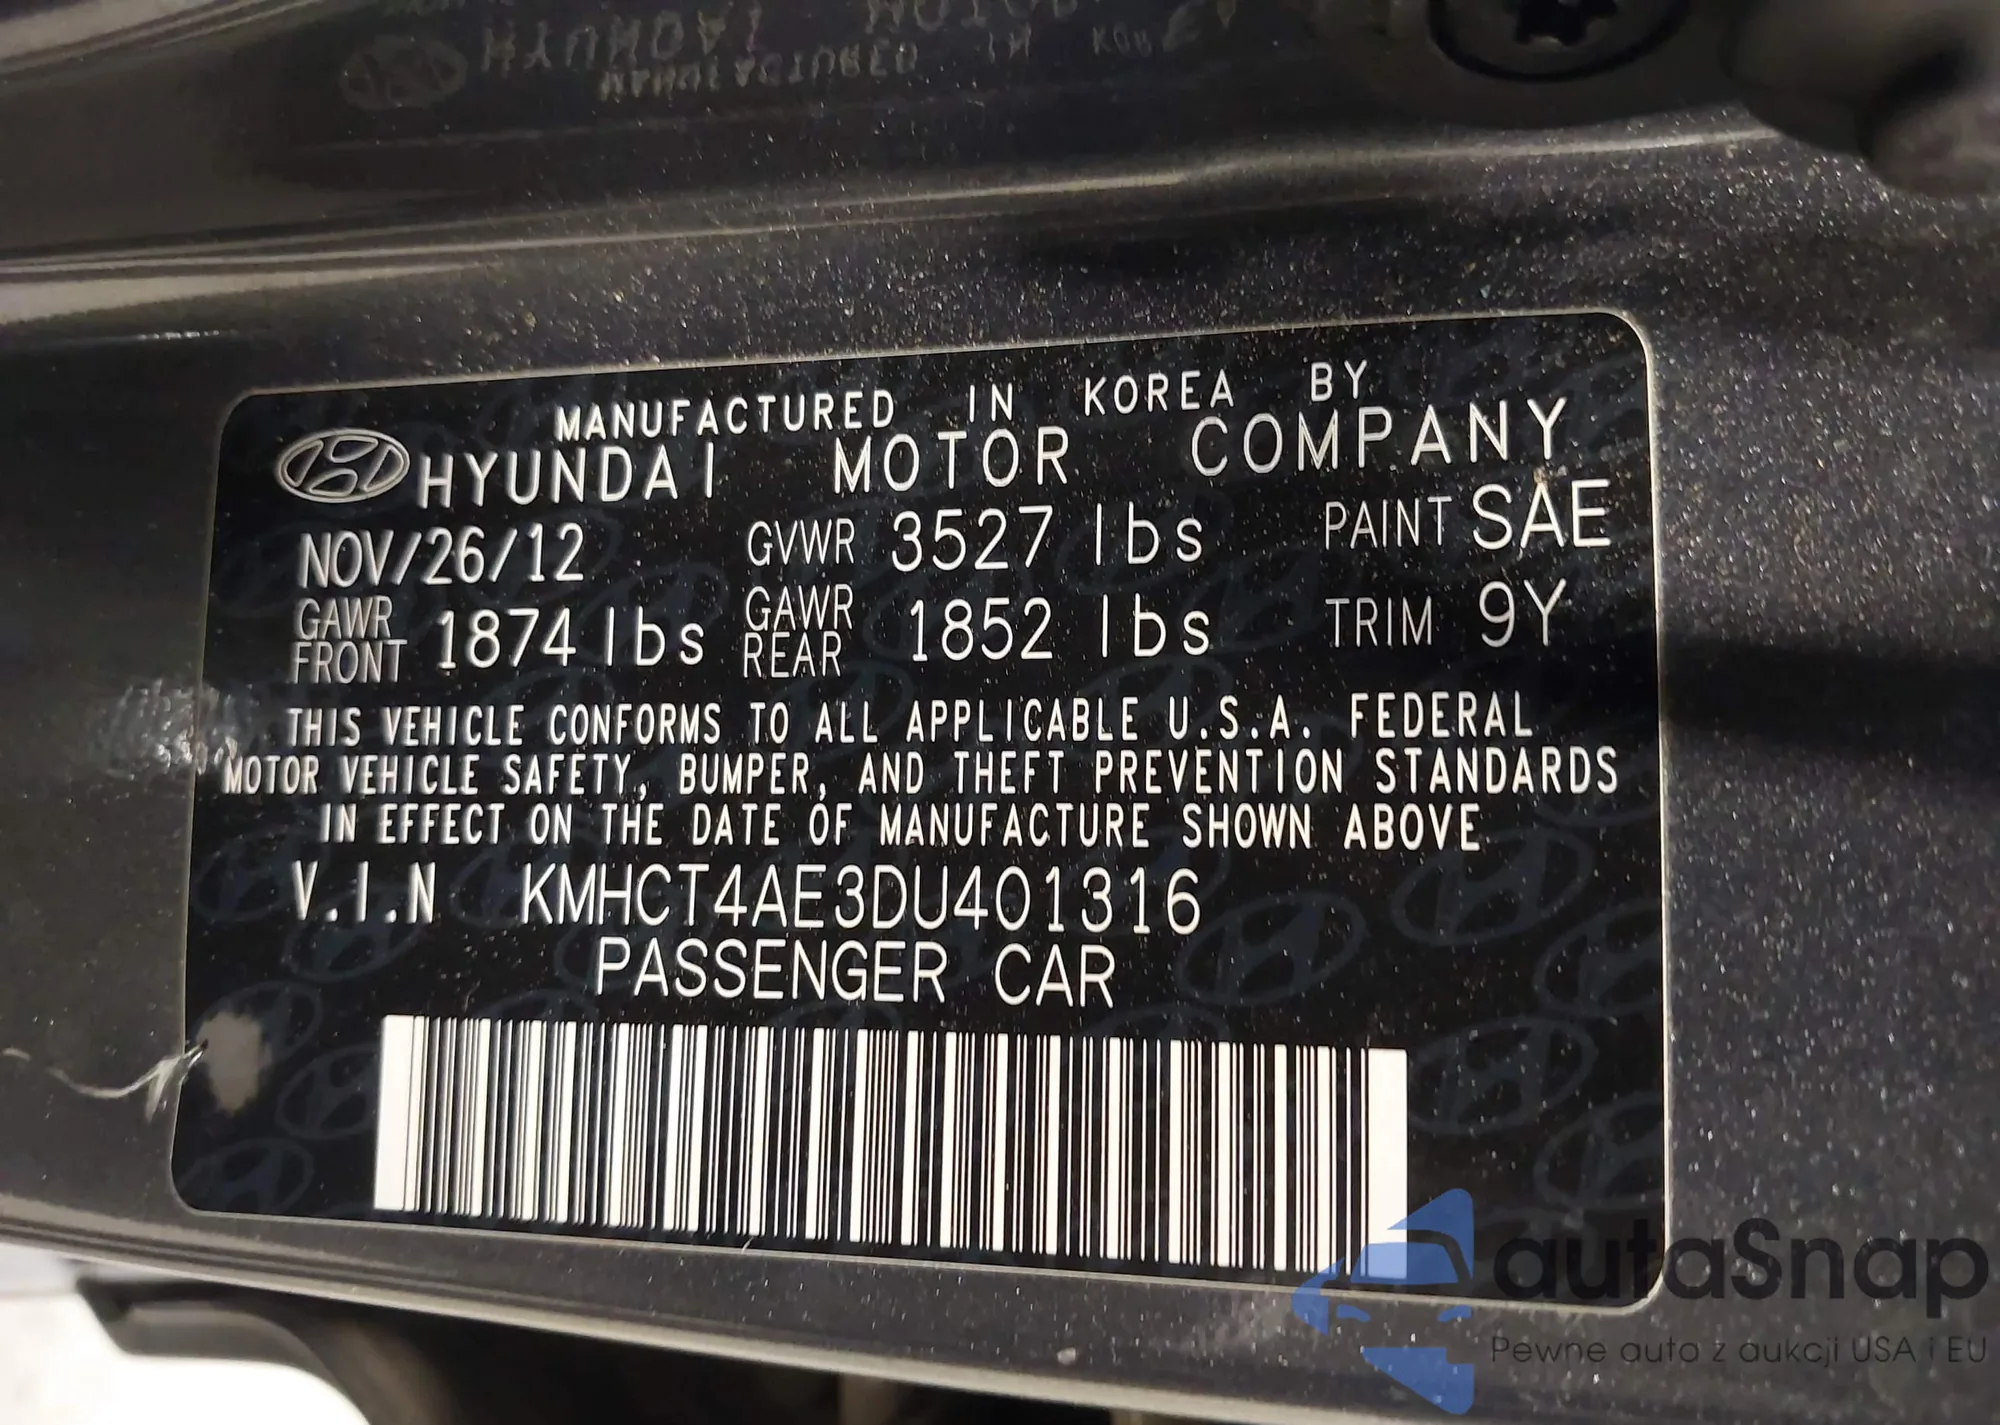 MANUFACTURED IN KOREA BY
HYUNDAI MOTOR COMPANY
NOV/26/12 GVWR 3527 lbs PAINT SAE
GAWR FRONT 1874 lbs GAWR REAR 1852 lbs TRIM 9Y
THIS VEHICLE CONFORMS TO ALL APPLICABLE U.S.A. FEDERAL
MOTOR VEHICLE SAFETY, BUMPER, AND THEFT PREVENTION STANDARDS
IN EFFECT ON THE DATE OF MANUFACTURE SHOWN ABOVE
V.I.N KMHCT4AE3DU401316
PASSENGER CAR
autaSnap
Pewne auto z aukcji USA i EU